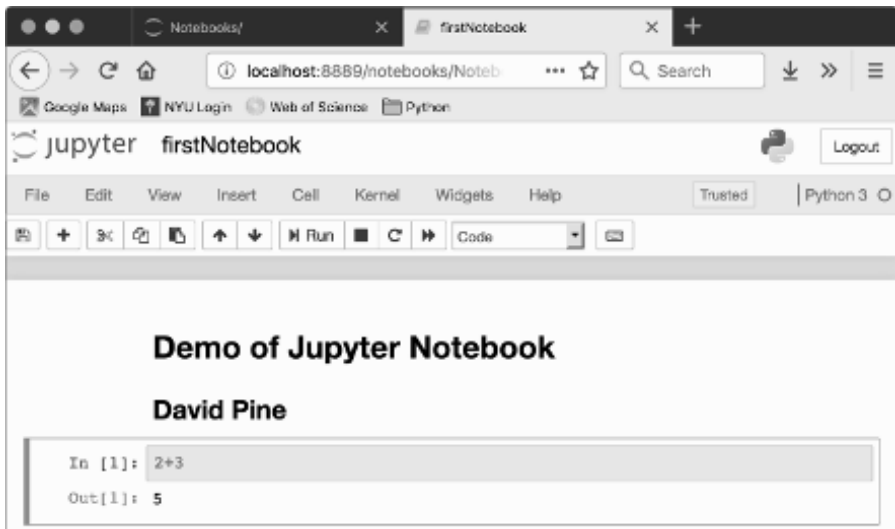 Notebooks/ firstNotebook
localhost:8889/notebooks/Noteb Search
Google Maps NYU Login Web of Science Python
jupyter firstNotebook Logout
File Edit View Insert Cell Kernel Widgets Help Trusted Python 3
Run Code
Demo of Jupyter Notebook
David Pine
In [1]: 2+3
Out[1]: 5